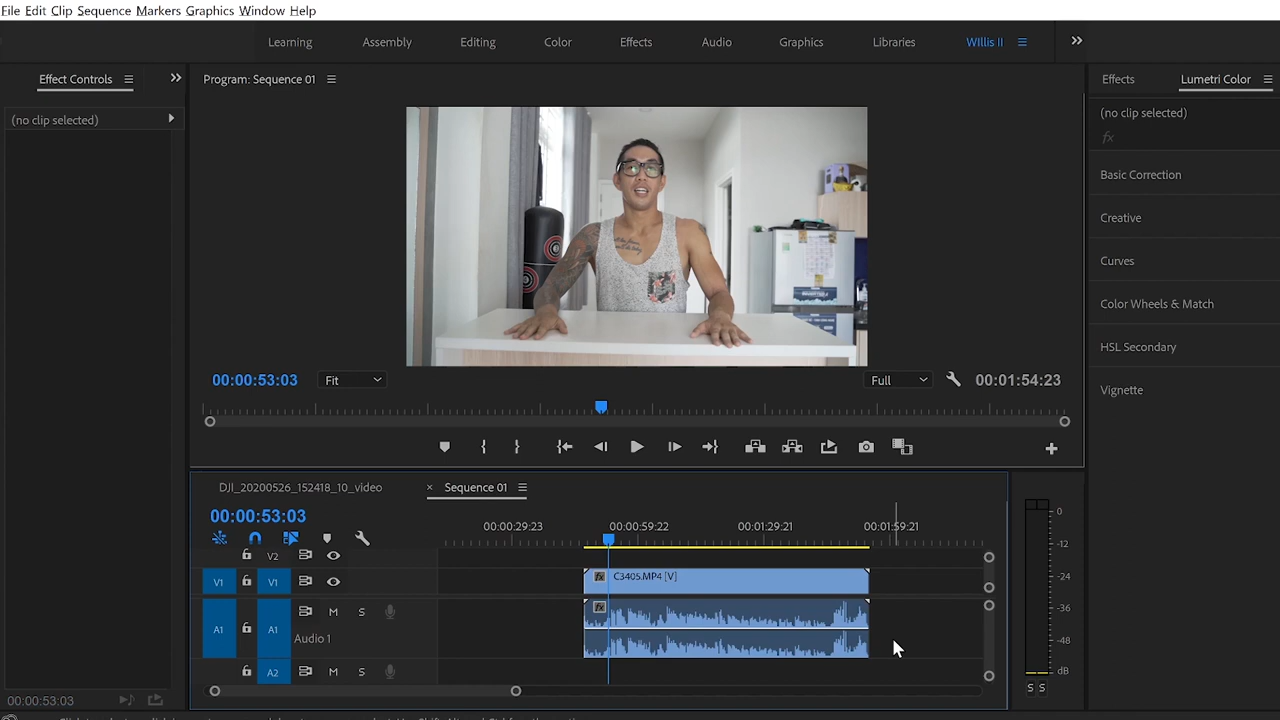 File Edit Clip Sequence Markers Graphics Window Help
Learning Assembly Editing Color Effects Audio Graphics Libraries WIllis II
Effect Controls
Program: Sequence 01
Effects Lumetri Color
(no clip selected)
(no clip selected)
fx
Basic Correction
Creative
Curves
Color Wheels & Match
HSL Secondary
Vignette
00:00:53:03 Fit Full 00:01:54:23
DJI_20200526_152418_10_video × Sequence 01
00:00:53:03
00:00:29:23 00:00:59:22 00:01:29:21 00:01:59:21
V2
V1 V1 fx C3405.MP4 [V]
A1 A1 M S fx
Audio 1
A2 M S
0
-12
-24
-36
-48
dB
S S
00:00:53:03